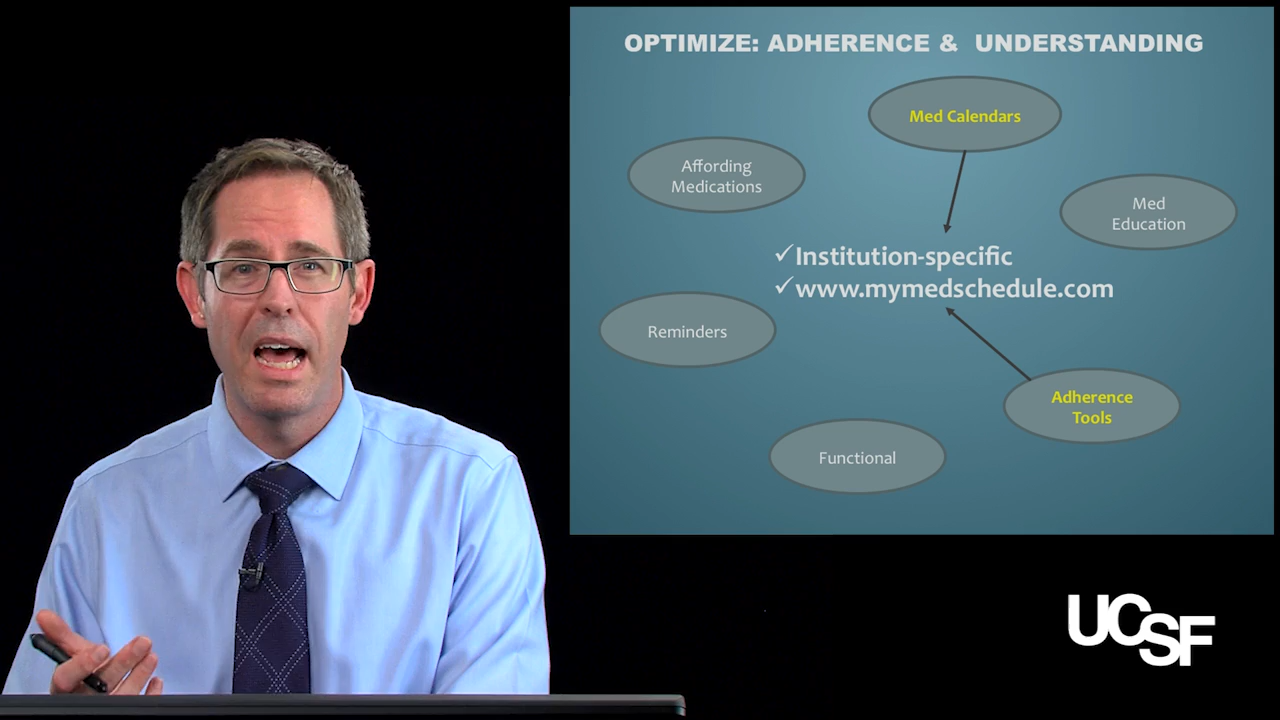 OPTIMIZE: ADHERENCE & UNDERSTANDING
Med Calendars
Affording
Medications
Med
Education
✓Institution-specific
✓www.mymedschedule.com
Reminders
Adherence
Tools
Functional
UCSF